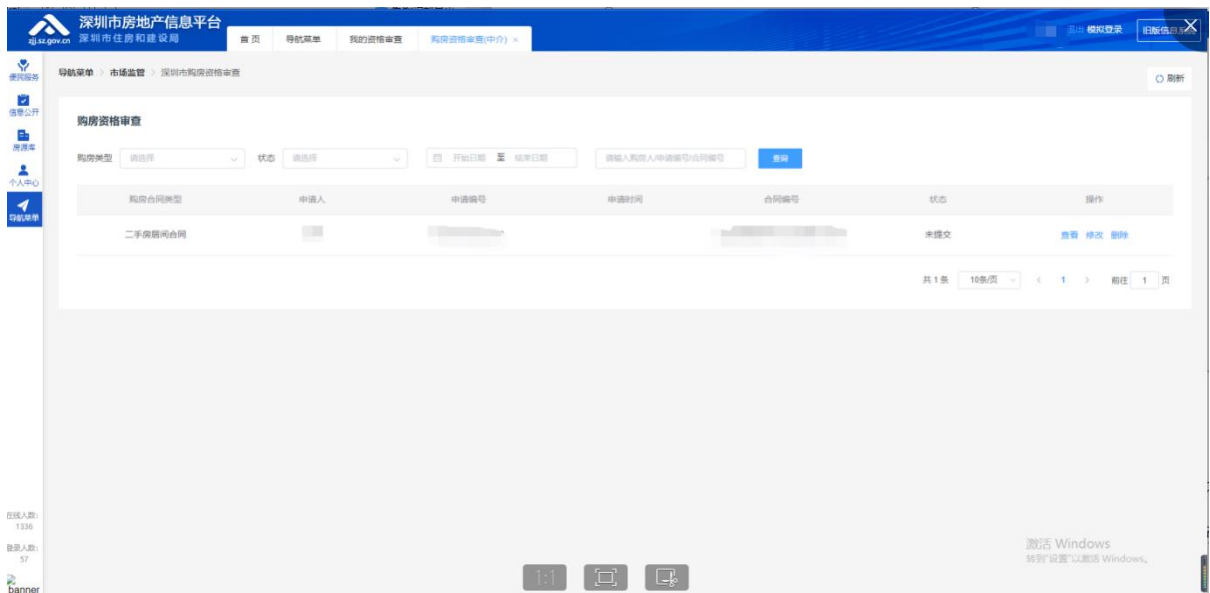 深圳市房地产信息平台
zjj.sz.gov.cn 深圳市住房和建设局
首页 导航菜单 我的资格审查 购房资格审查(中介) ×
退出 模拟登录
便民服务
信息公开
房源库
个人中心
导航菜单
导航菜单 > 市场监管 > 深圳市购房资格审查
刷新
购房资格审查
购房类型 请选择 状态 请选择 开始日期 至 结束日期 请输入购房人/申请编号/合同编号 查询
购房合同类型 申请人 申请编号 申请时间 合同编号 状态 操作
二手房居间合同 未提交 查看 修改 删除
共 1 条 10条/页 < 1 > 前往 1 页
在线人数:
1336
登录人数:
57
banner
激活 Windows
转到"设置"以激活 Windows。
1:1